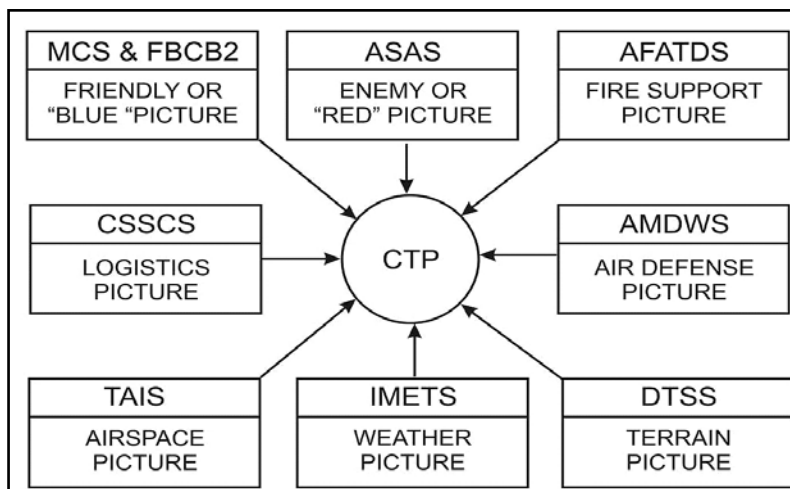 MCS & FBCB2
FRIENDLY OR
“BLUE “PICTURE
ASAS
ENEMY OR
“RED” PICTURE
AFATDS
FIRE SUPPORT
PICTURE
CSSCS
LOGISTICS
PICTURE
CTP
AMDWS
AIR DEFENSE
PICTURE
TAIS
AIRSPACE
PICTURE
IMETS
WEATHER
PICTURE
DTSS
TERRAIN
PICTURE